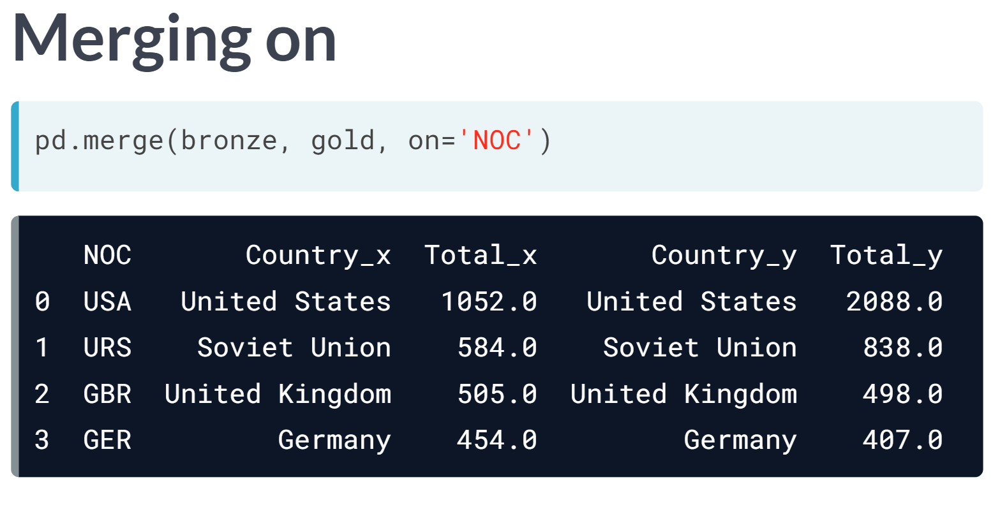 Merging on
pd.merge(bronze, gold, on='NOC')
NOC Country_x Total_x Country_y Total_y
0 USA United States 1052.0 United States 2088.0
1 URS Soviet Union 584.0 Soviet Union 838.0
2 GBR United Kingdom 505.0 United Kingdom 498.0
3 GER Germany 454.0 Germany 407.0